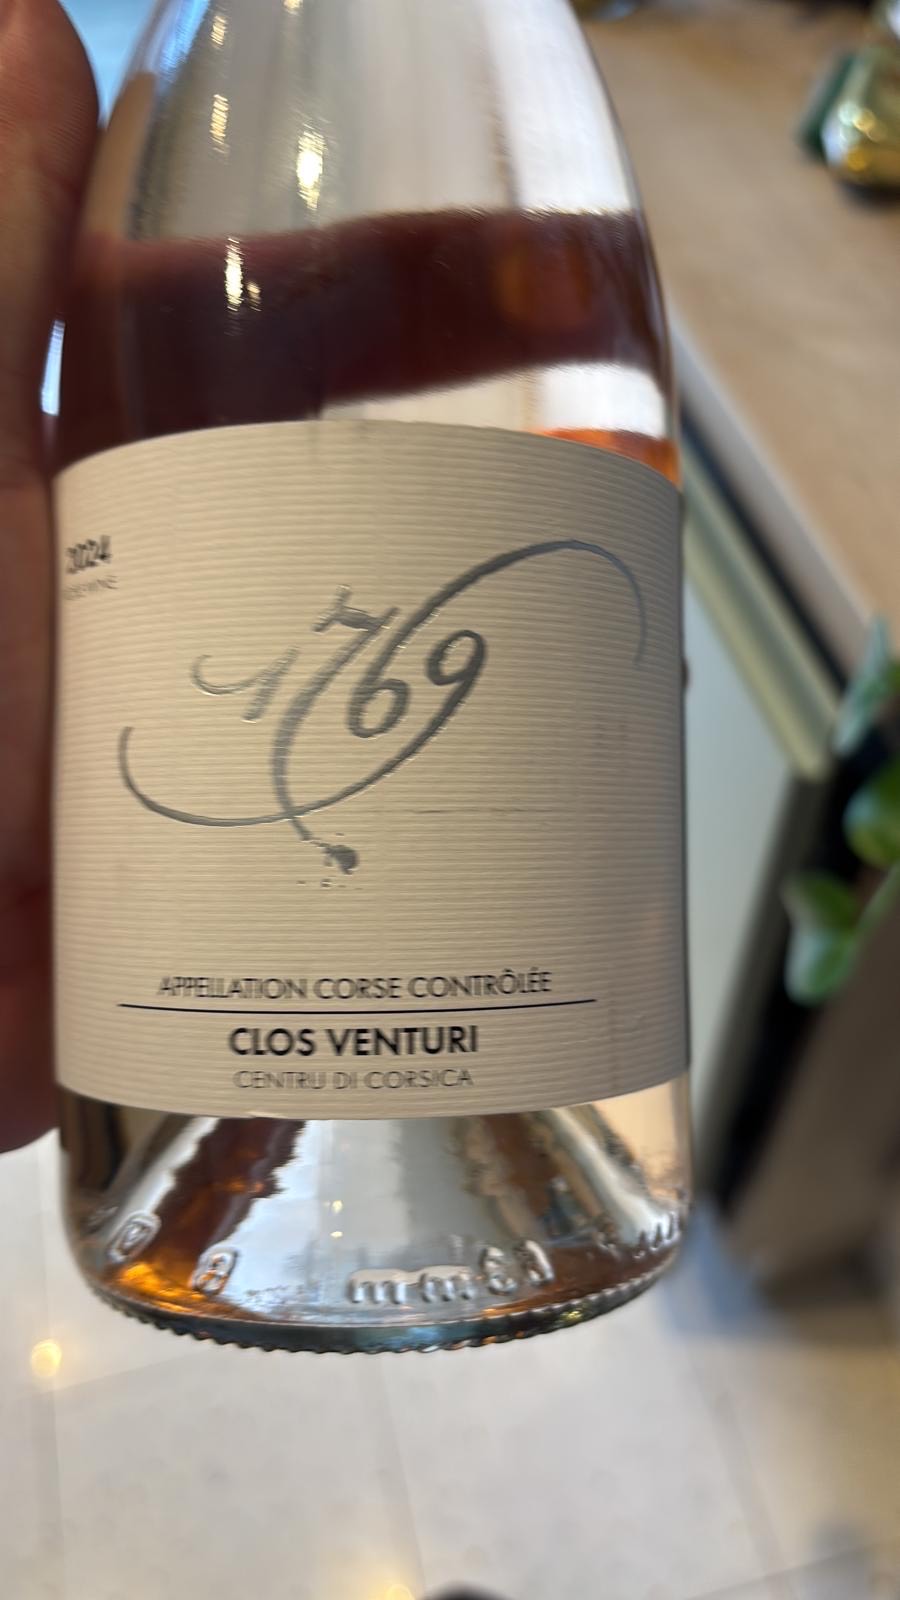 2024
1769
APPELLATION CORSE CONTRÔLÉE
CLOS VENTURI
CENTRU DI CORSICA